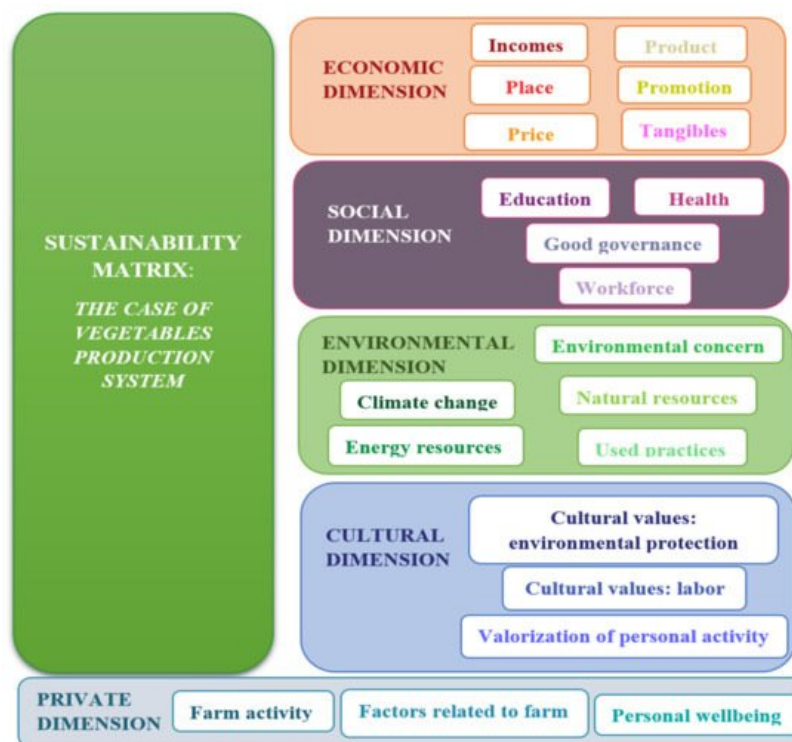 SUSTAINABILITY
MATRIX:
THE CASE OF
VEGETABLES
PRODUCTION
SYSTEM
ECONOMIC
DIMENSION
Incomes
Product
Place
Promotion
Price
Tangibles
SOCIAL
DIMENSION
Education
Health
Good governance
Workforce
ENVIRONMENTAL
DIMENSION
Environmental concern
Climate change
Natural resources
Energy resources
Used practices
CULTURAL
DIMENSION
Cultural values:
environmental protection
Cultural values: labor
Valorization of personal activity
PRIVATE
DIMENSION
Farm activity
Factors related to farm
Personal wellbeing